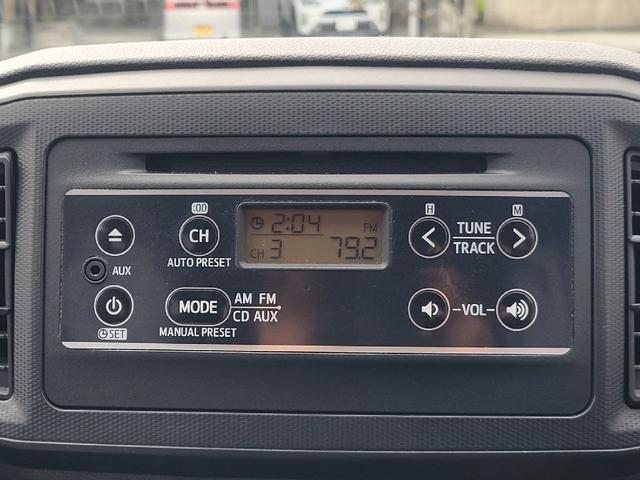 :00
H
M
CH
AUTO PRESET
2:04
FM
CH 3 79.2
<
TUNE
TRACK
>
AUX
SET
MODE
AM FM
CD AUX
MANUAL PRESET
-VOL-